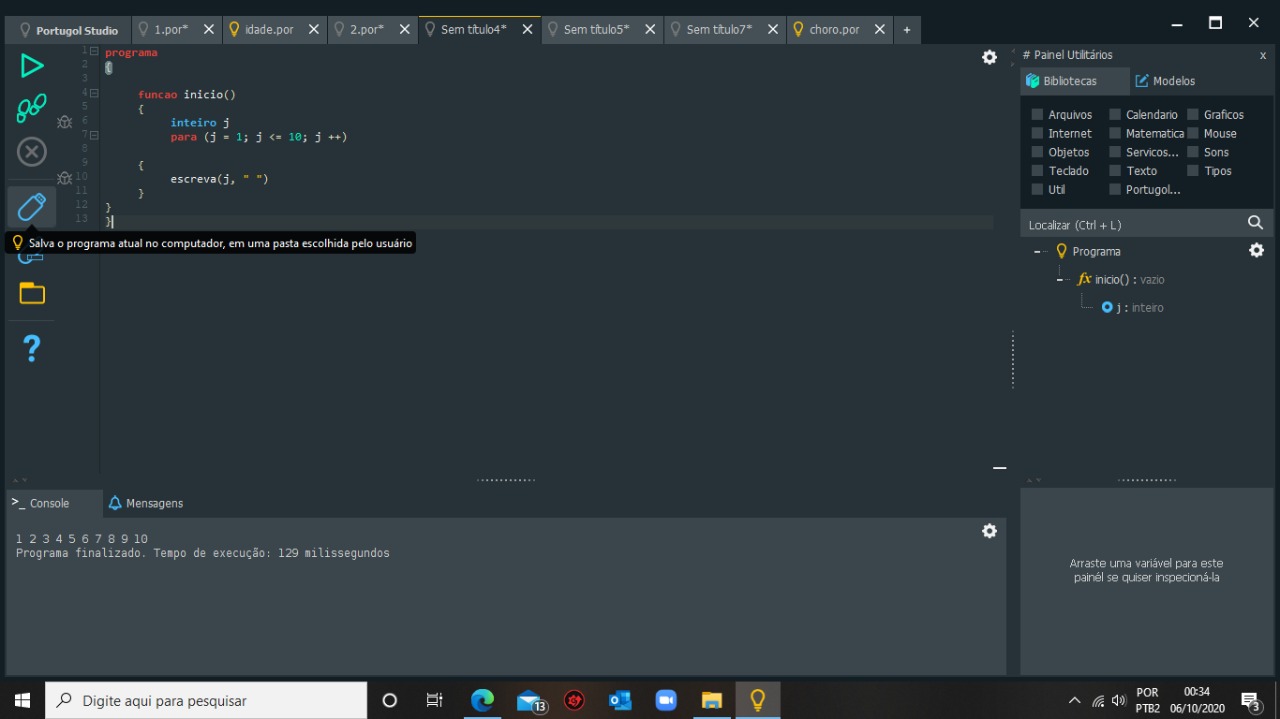 Portugol Studio 1.por* idade.por 2.por* Sem título4* Sem título5* Sem título7* choro.por +
1 programa
2 {
3
4 funcao inicio()
5 {
6 inteiro j
7 para (j = 1; j <= 10; j ++)
8
9 {
10 escreva(j, " ")
11 }
12 }
13 }
Salva o programa atual no computador, em uma pasta escolhida pelo usuário
?
# Painel Utilitários x
Bibliotecas Modelos
Arquivos Calendario Graficos
Internet Matematica Mouse
Objetos Servicos... Sons
Teclado Texto Tipos
Util Portugol...
Localizar (Ctrl + L)
Programa
fx inicio() : vazio
j : inteiro
>_ Console Mensagens
1 2 3 4 5 6 7 8 9 10
Programa finalizado. Tempo de execução: 129 milissegundos
Arraste uma variável para este
painél se quiser inspecioná-la
Digite aqui para pesquisar
13
POR
PTB2
00:34
06/10/2020
3